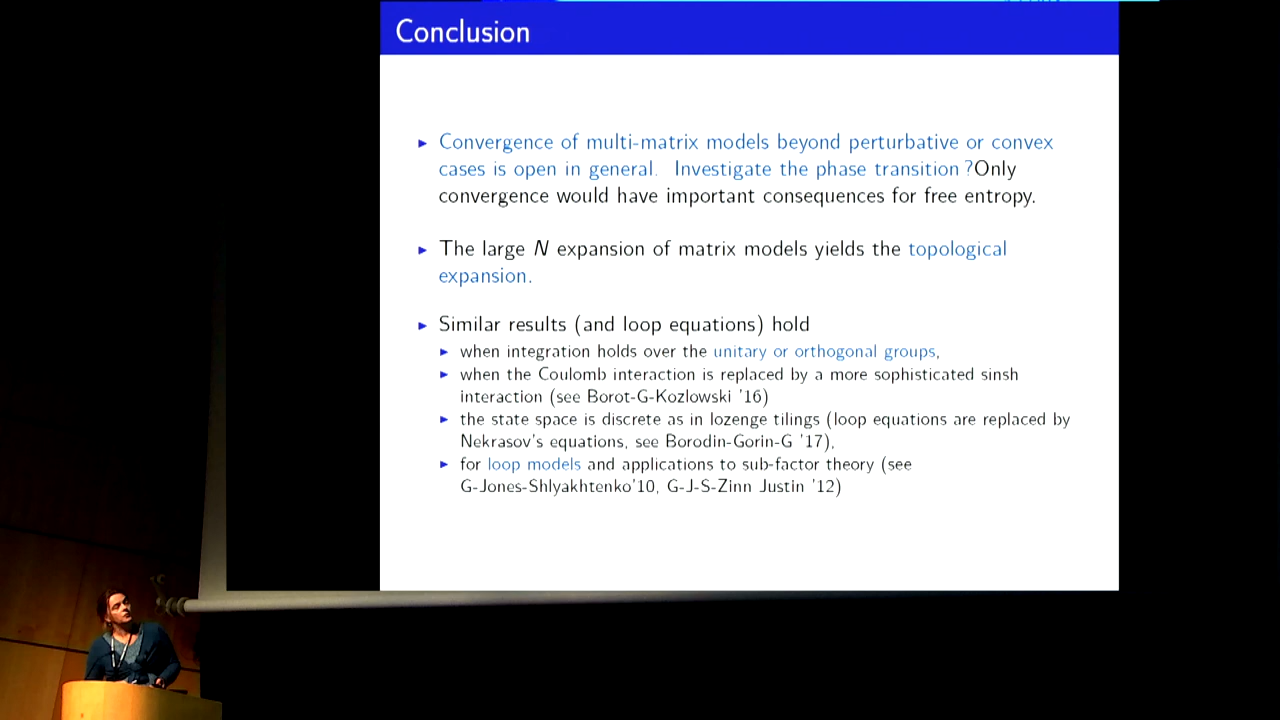 Conclusion
► Convergence of multi-matrix models beyond perturbative or convex
cases is open in general. Investigate the phase transition ?Only
convergence would have important consequences for free entropy.
► The large N expansion of matrix models yields the topological
expansion.
► Similar results (and loop equations) hold
► when integration holds over the unitary or orthogonal groups,
► when the Coulomb interaction is replaced by a more sophisticated sinsh
interaction (see Borot-G-Kozlowski '16)
► the state space is discrete as in lozenge tilings (loop equations are replaced by
Nekrasov's equations, see Borodin-Gorin-G '17),
► for loop models and applications to sub-factor theory (see
G-Jones-Shlyakhtenko'10, G-J-S-Zinn Justin '12)